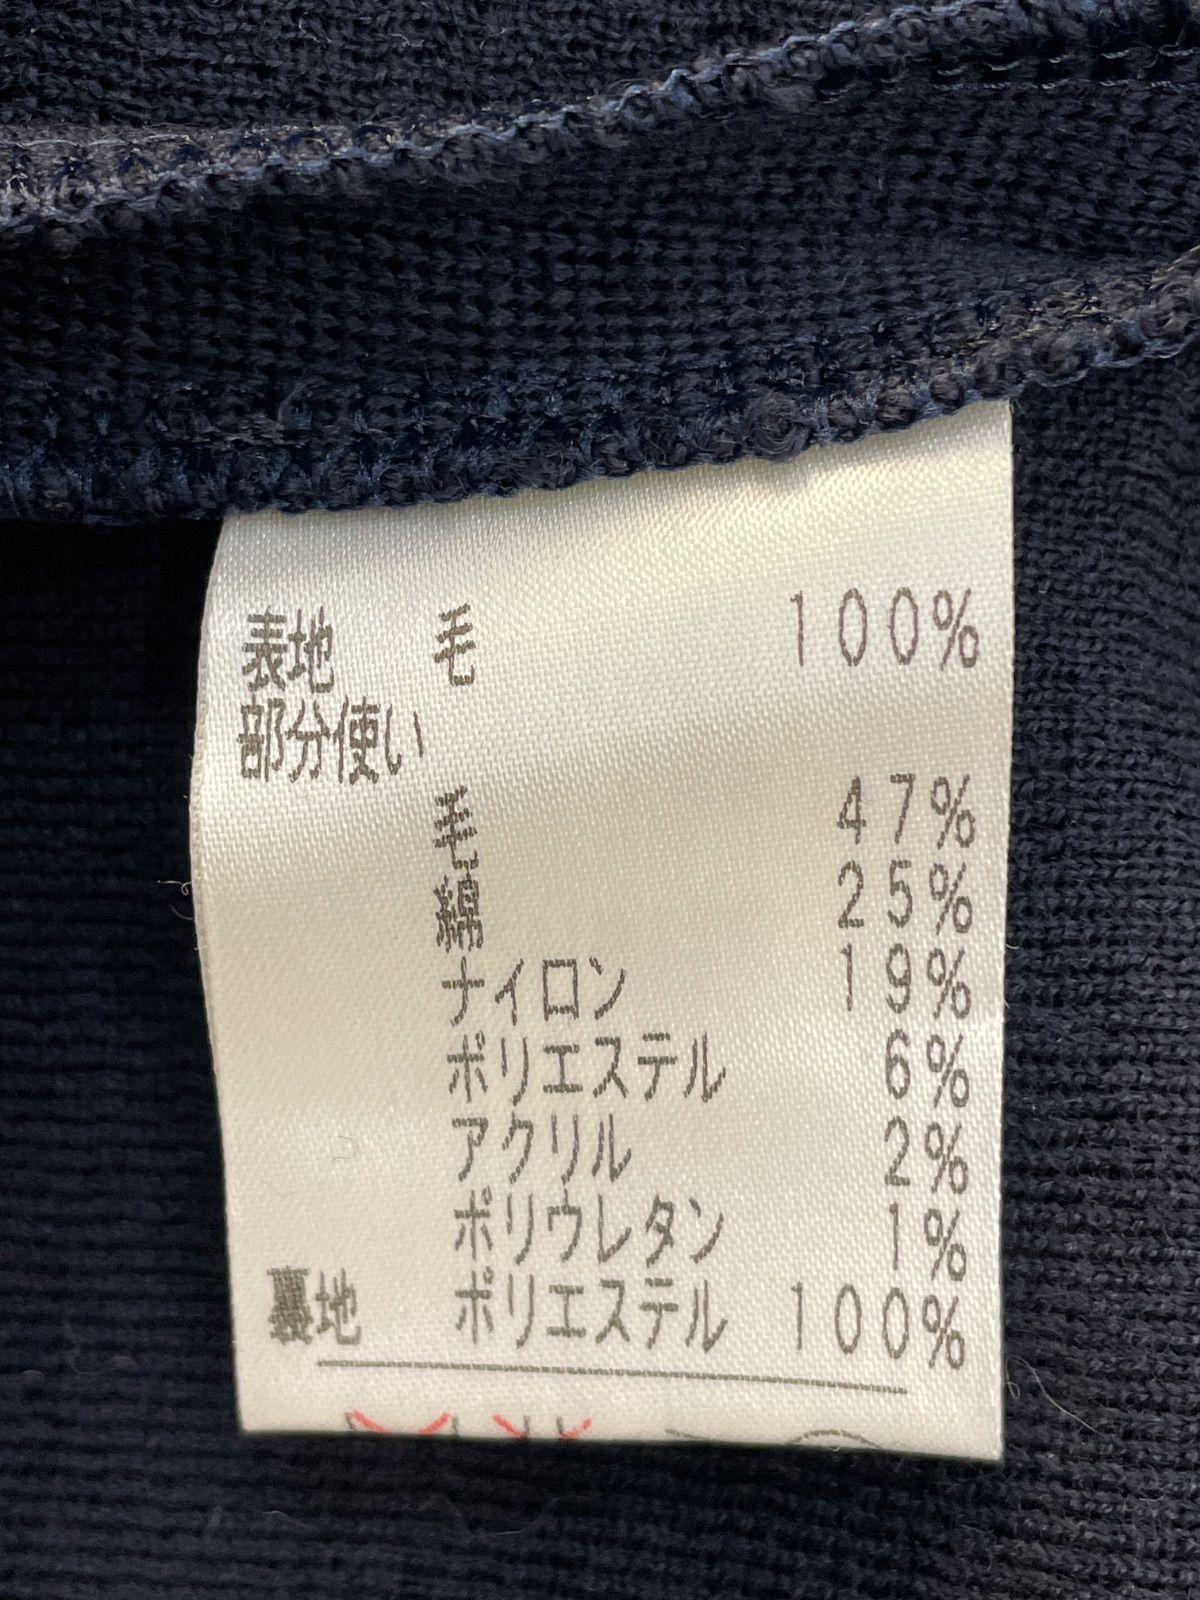 表地 毛 100%
部分使い
毛 47%
綿 25%
ナイロン 19%
ポリエステル 6%
アクリル 2%
ポリウレタン 1%
裏地 ポリエステル 100%